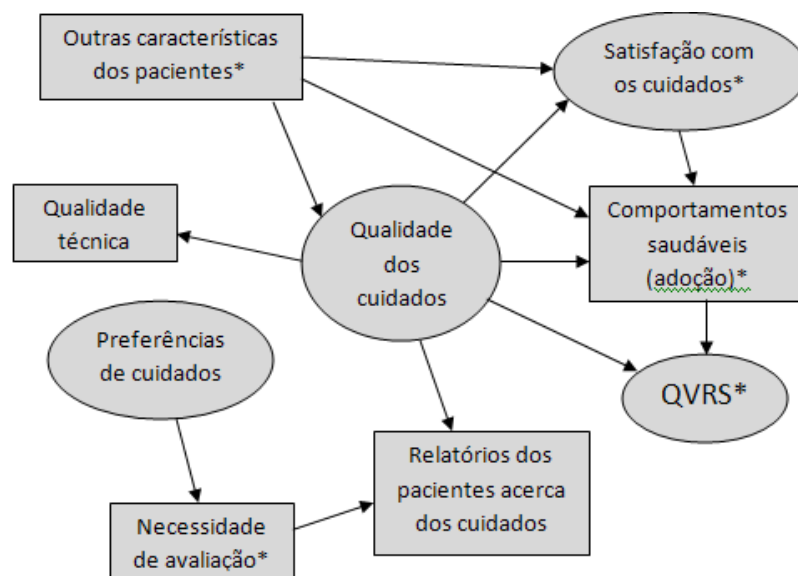 Outras características
dos pacientes*
Satisfação com
os cuidados*
Qualidade
técnica
Qualidade
dos
cuidados
Comportamentos
saudáveis
(adoção)*
Preferências
de cuidados
QVRS*
Relatórios dos
pacientes acerca
dos cuidados
Necessidade
de avaliação*